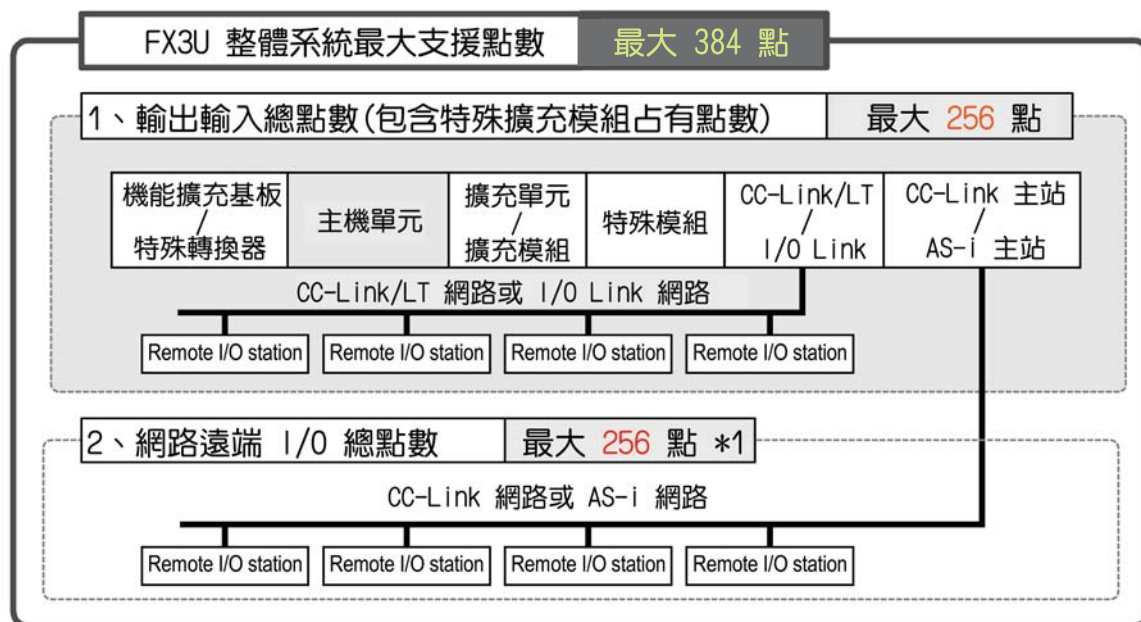 FX3U 整體系統最大支援點數 最大 384 點
1、輸出輸入總點數(包含特殊擴充模組占有點數) 最大 256 點
機能擴充基板
/
特殊轉換器
主機單元
擴充單元
/
擴充模組
特殊模組
CC-Link/LT
/
I/O Link
CC-Link 主站
/
AS-i 主站
CC-Link/LT 網路或 I/O Link 網路
Remote I/O station Remote I/O station Remote I/O station Remote I/O station
2、網路遠端 I/O 總點數 最大 256 點 *1
CC-Link 網路或 AS-i 網路
Remote I/O station Remote I/O station Remote I/O station Remote I/O station